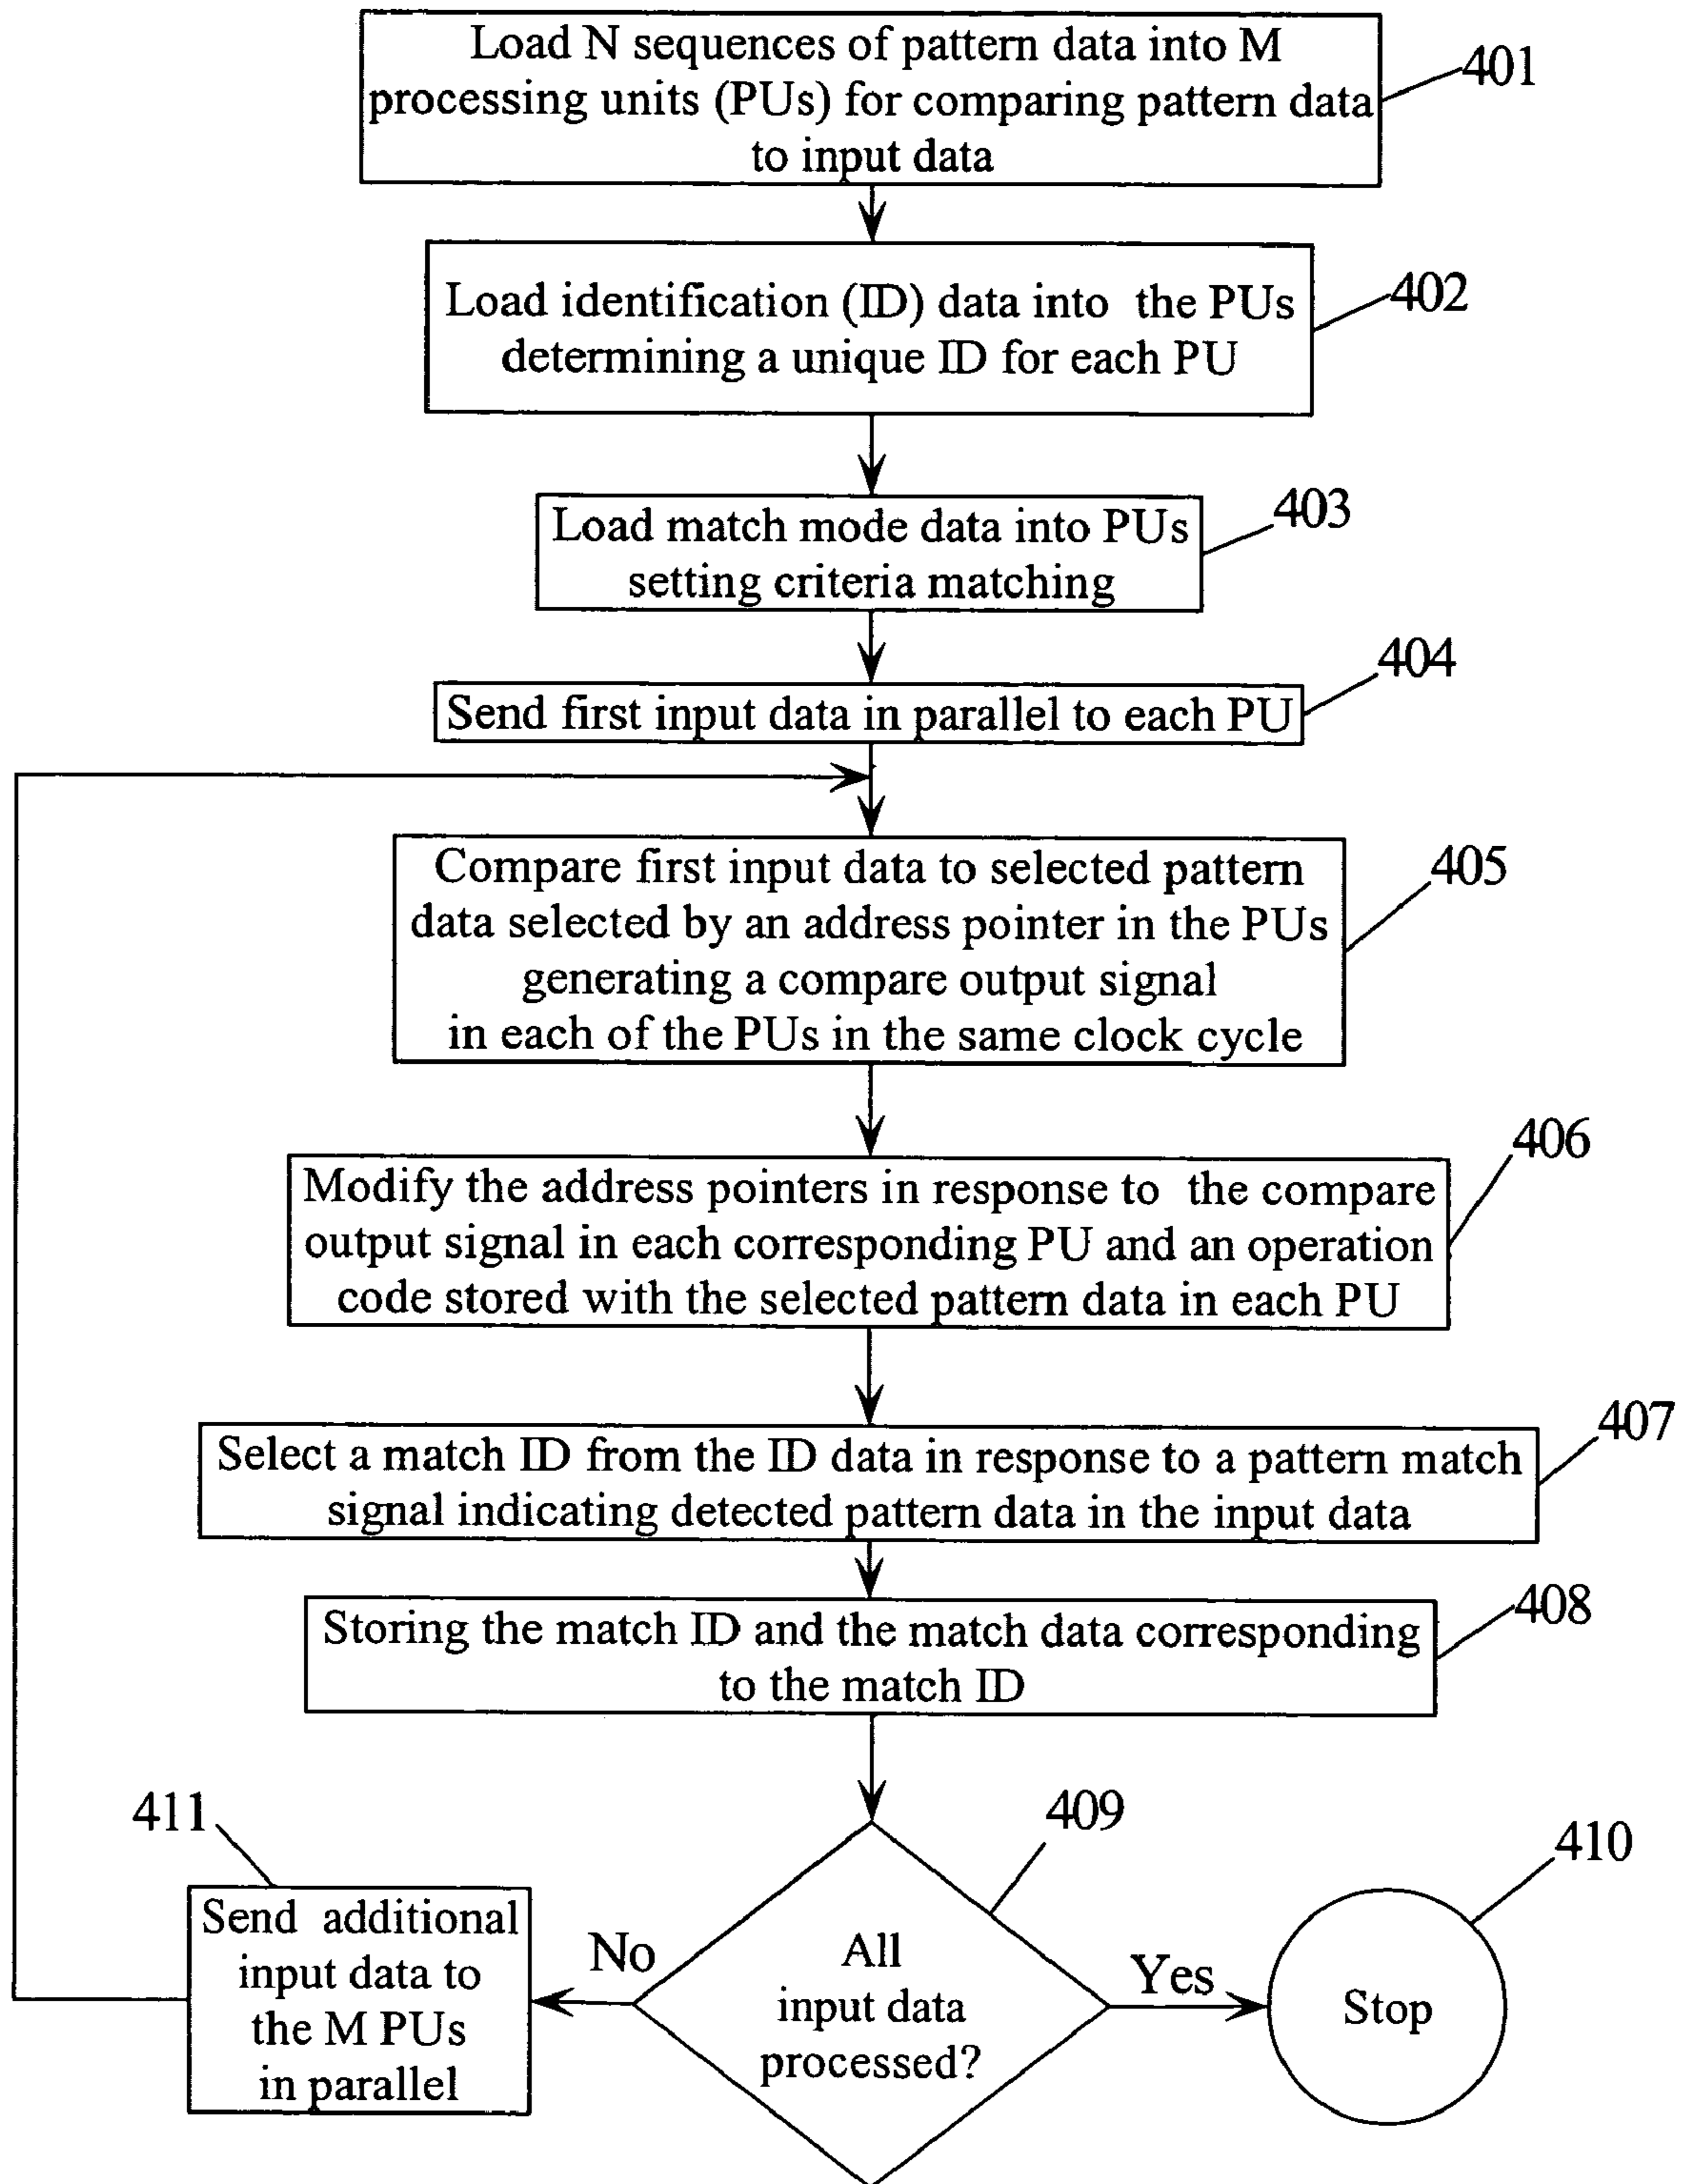 Load N sequences of pattern data into M
processing units (PUs) for comparing pattern data
to input data
401
Load identification (ID) data into the PUs
determining a unique ID for each PU
402
Load match mode data into PUs
setting criteria matching
403
Send first input data in parallel to each PU
404
Compare first input data to selected pattern
data selected by an address pointer in the PUs
generating a compare output signal
in each of the PUs in the same clock cycle
405
Modify the address pointers in response to the compare
output signal in each corresponding PU and an operation
code stored with the selected pattern data in each PU
406
Select a match ID from the ID data in response to a pattern match
signal indicating detected pattern data in the input data
407
Storing the match ID and the match data corresponding
to the match ID
408
411
Send additional
input data to
the M PUs
in parallel
No
409
All
input data
processed?
Yes
410
Stop